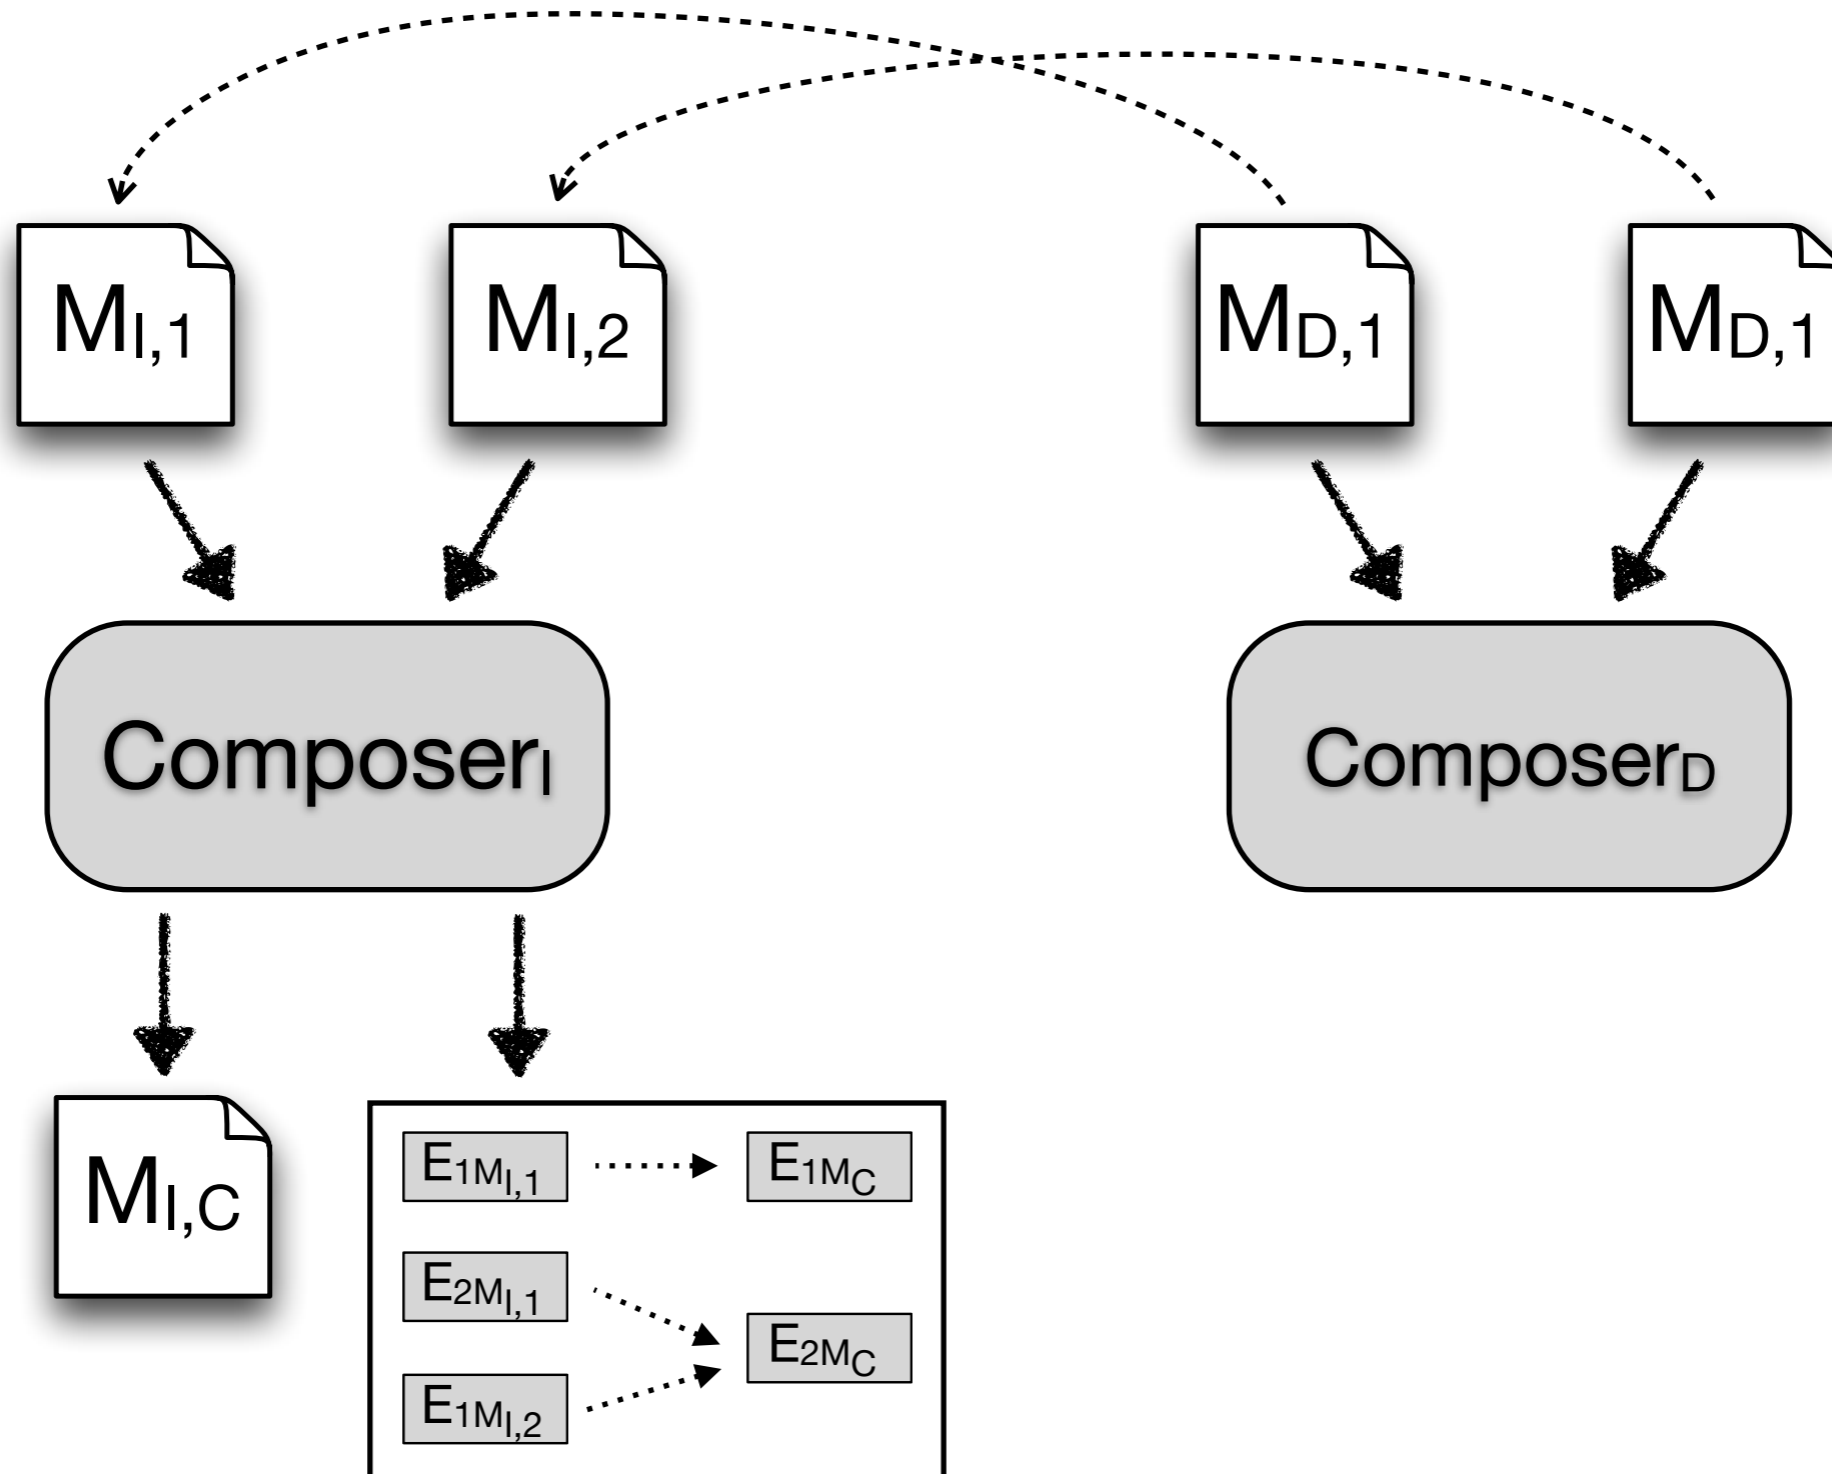 MI,1
MI,2
MD,1
MD,1
ComposerI
ComposerD
MI,C
E1MI,1
E1MC
E2MI,1
E2MC
E1MI,2